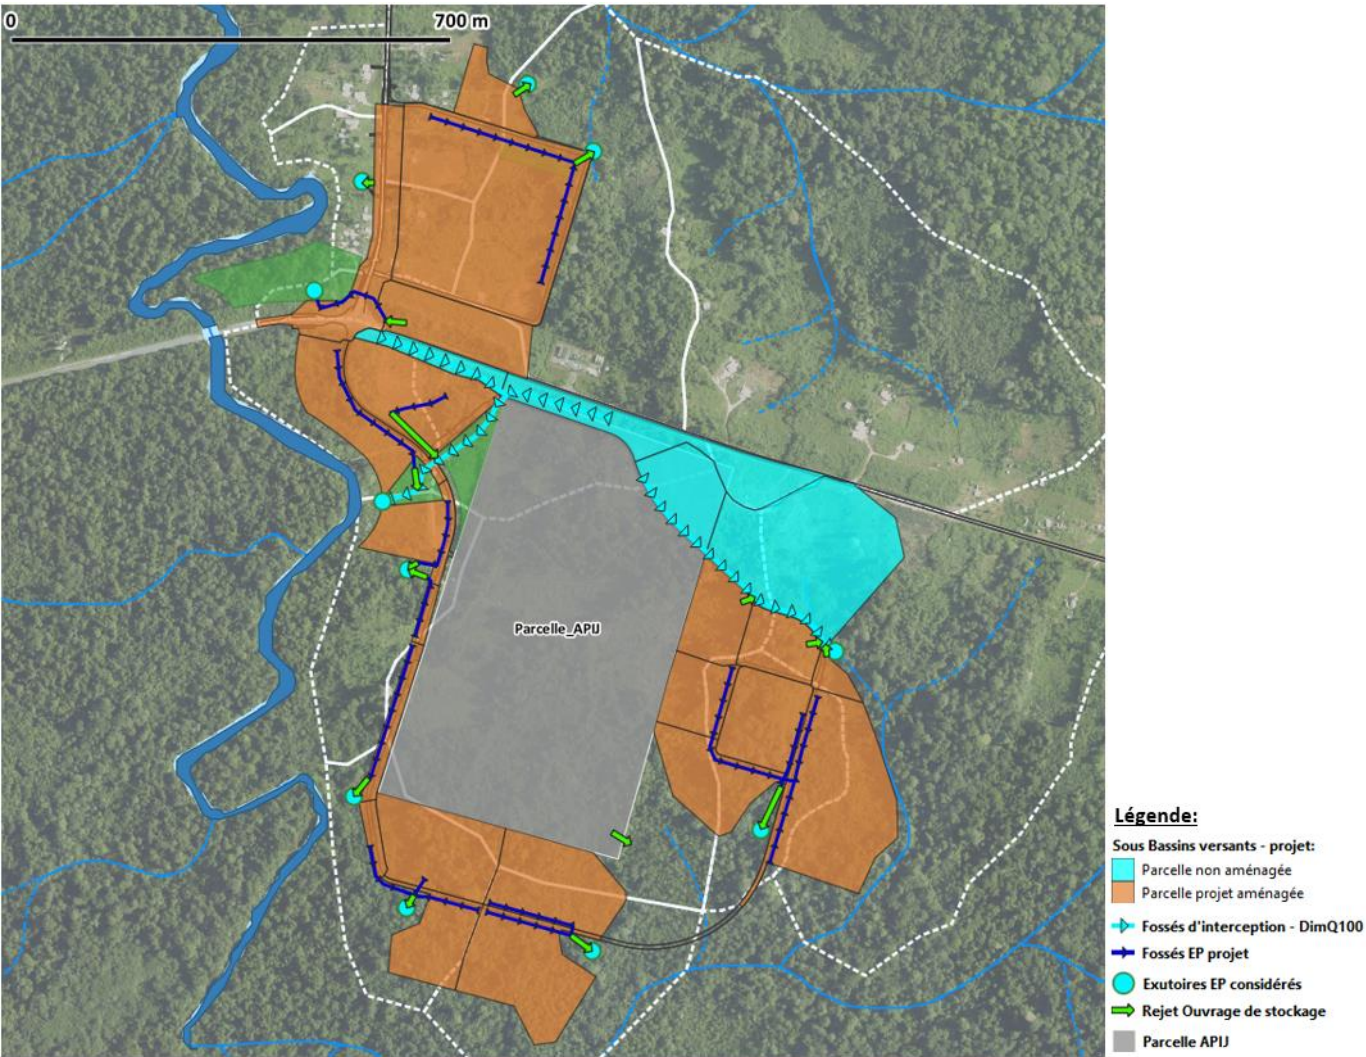 0 700 m
Parcelle_APIJ
Légende:
Sous Bassins versants - projet:
Parcelle non aménagée
Parcelle projet aménagée
Fossés d'interception - DimQ100
Fossés EP projet
Exutoires EP considérés
Rejet Ouvrage de stockage
Parcelle APIJ